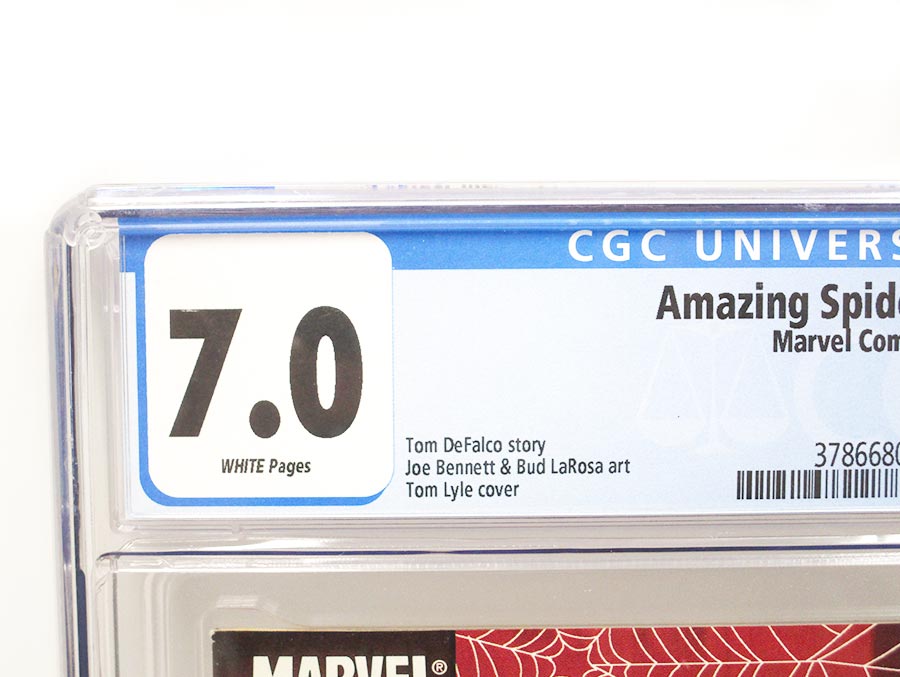 CGC UNIVERS
7.0
WHITE Pages
Amazing Spide
Marvel Com
Tom DeFalco story
Joe Bennett & Bud LaRosa art
Tom Lyle cover
3786680
MARVEL®